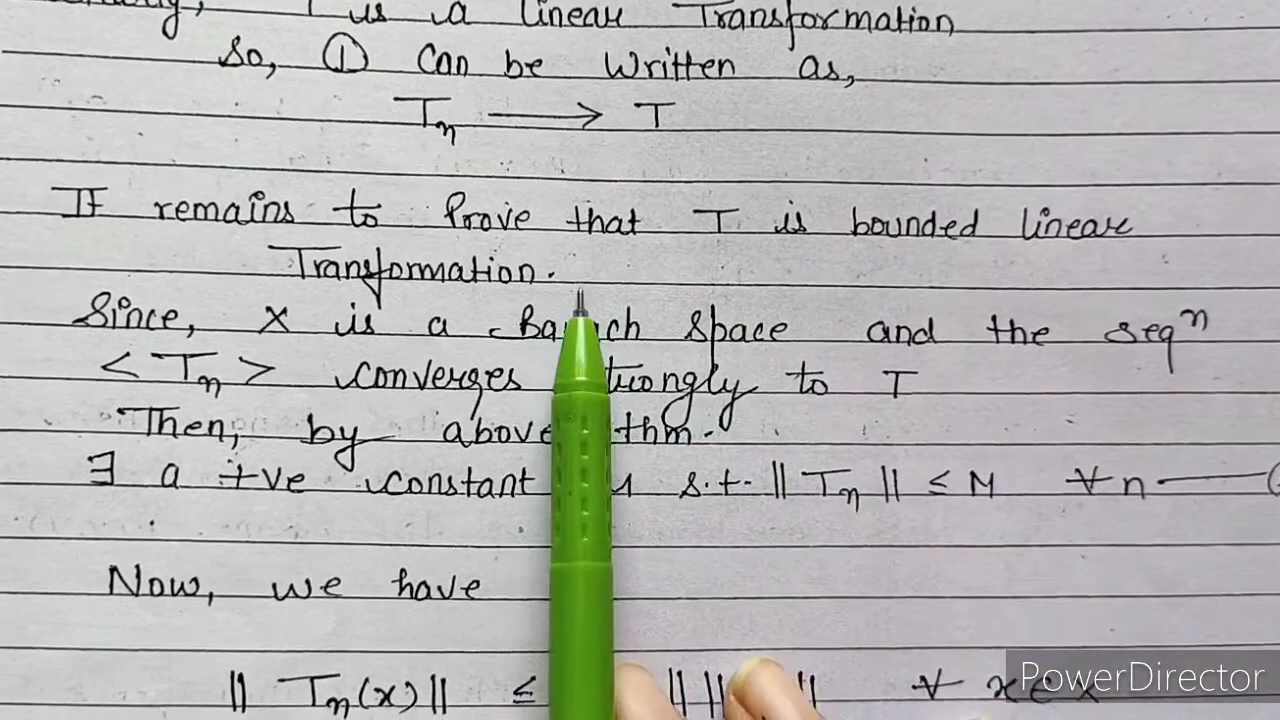 is a linear Transformation
So, ① Can be written as,
Tₙ ⟶ T
It remains to Prove that T is bounded linear
Transformation.
Since, X is a Banach space and the seqⁿ
< Tₙ > converges strongly to T
Then, by above thm.
∃ a +ve constant M s.t. || Tₙ || ≤ M ∀ n
Now, we have
|| Tₙ(x) || ≤ || || || ∀ x ∈ X
PowerDirector